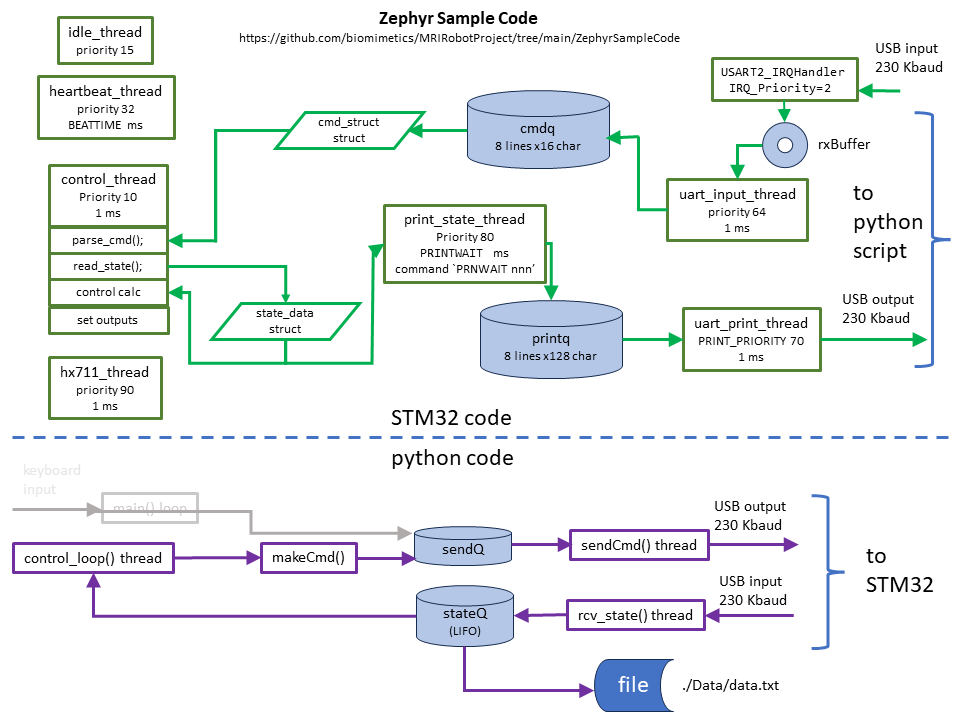 Zephyr Sample Code
https://github.com/biomimetics/MRIRobotProject/tree/main/ZephyrSampleCode
idle_thread
priority 15
heartbeat_thread
priority 32
BEATTIME ms
cmd_struct
struct
cmdq
8 lines x16 char
USART2_IRQHandler
IRQ_Priority=2
USB input
230 Kbaud
rxBuffer
control_thread
Priority 10
1 ms
parse_cmd();
read_state();
control calc
set outputs
print_state_thread
Priority 80
PRINTWAIT ms
command `PRNWAIT nnn’
uart_input_thread
priority 64
1 ms
to
python
script
state_data
struct
printq
8 lines x128 char
uart_print_thread
PRINT_PRIORITY 70
1 ms
USB output
230 Kbaud
hx711_thread
priority 90
1 ms
STM32 code
python code
keyboard
input
main() loop
control_loop() thread
makeCmd()
sendQ
sendCmd() thread
USB output
230 Kbaud
to
STM32
stateQ
(LIFO)
rcv_state() thread
USB input
230 Kbaud
file
./Data/data.txt